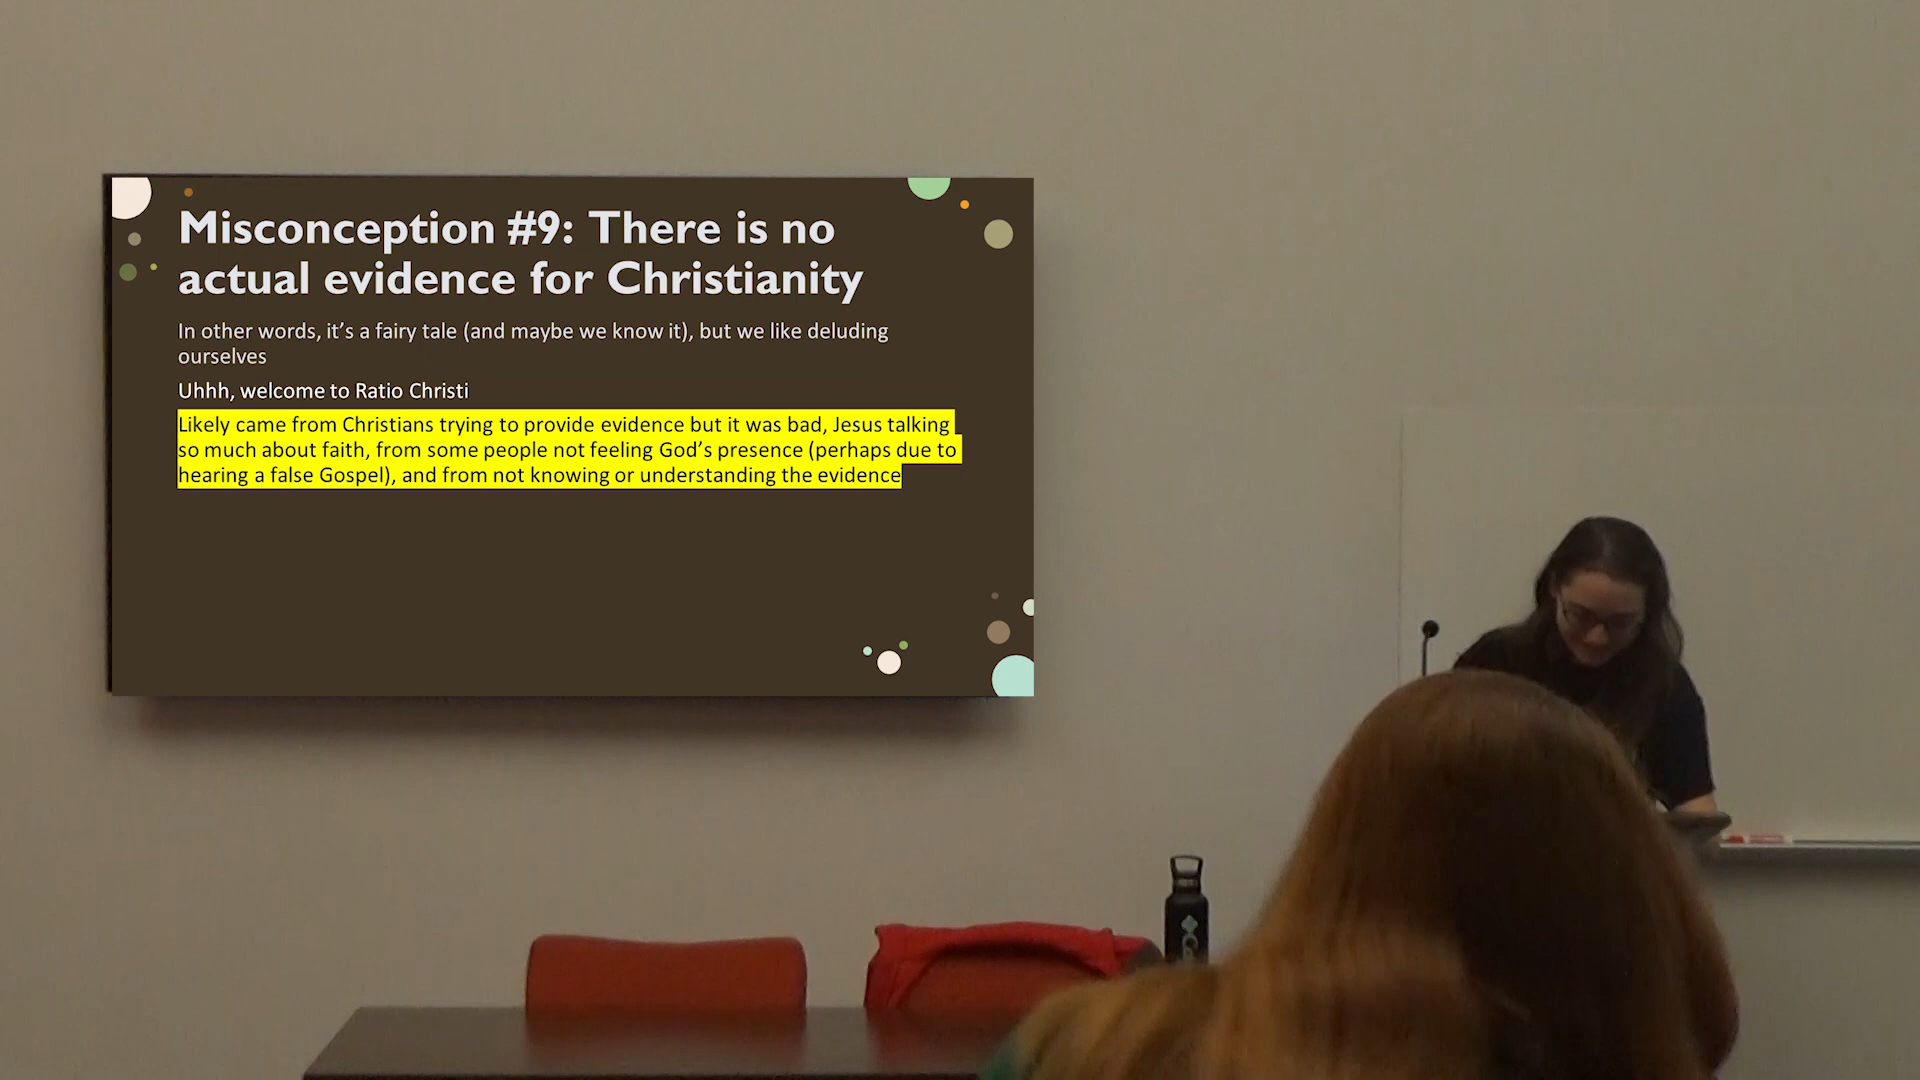 Misconception #9: There is no
actual evidence for Christianity
In other words, it’s a fairy tale (and maybe we know it), but we like deluding
ourselves
Uhhh, welcome to Ratio Christi
Likely came from Christians trying to provide evidence but it was bad, Jesus talking
so much about faith, from some people not feeling God’s presence (perhaps due to
hearing a false Gospel), and from not knowing or understanding the evidence